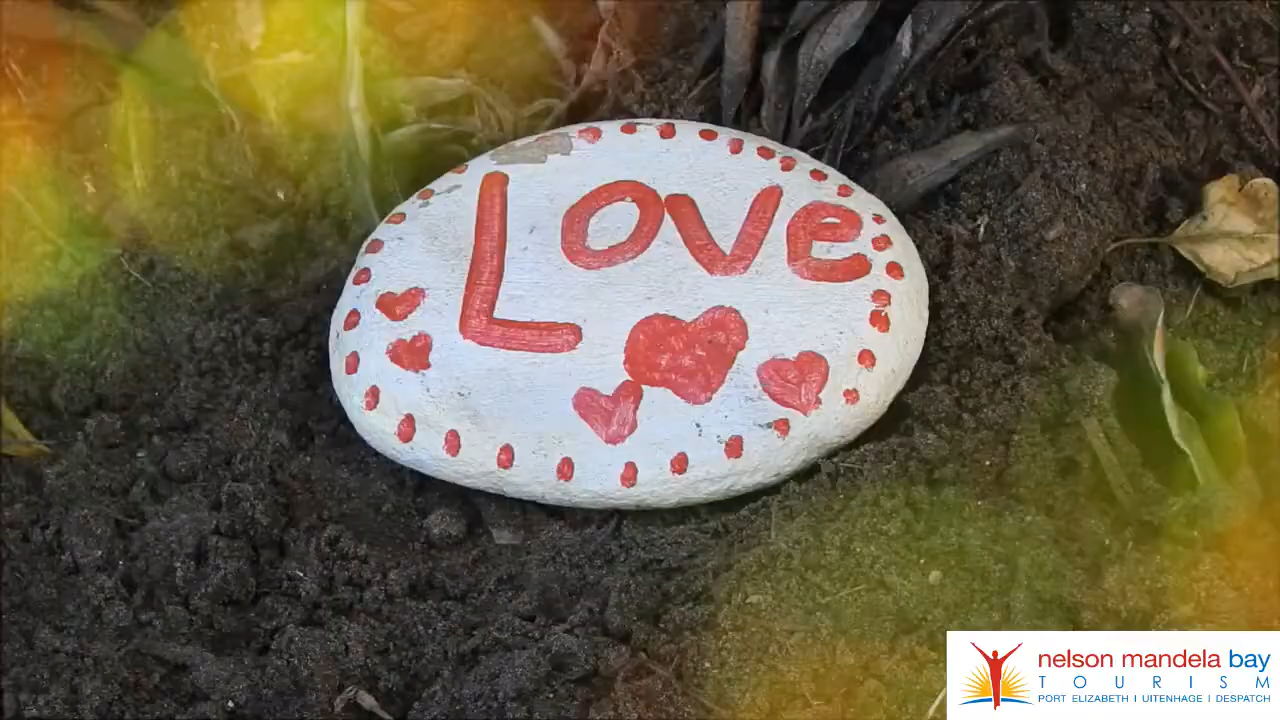 Love
nelson mandela bay
TOURISM
PORT ELIZABETH | UITENHAGE | DESPATCH